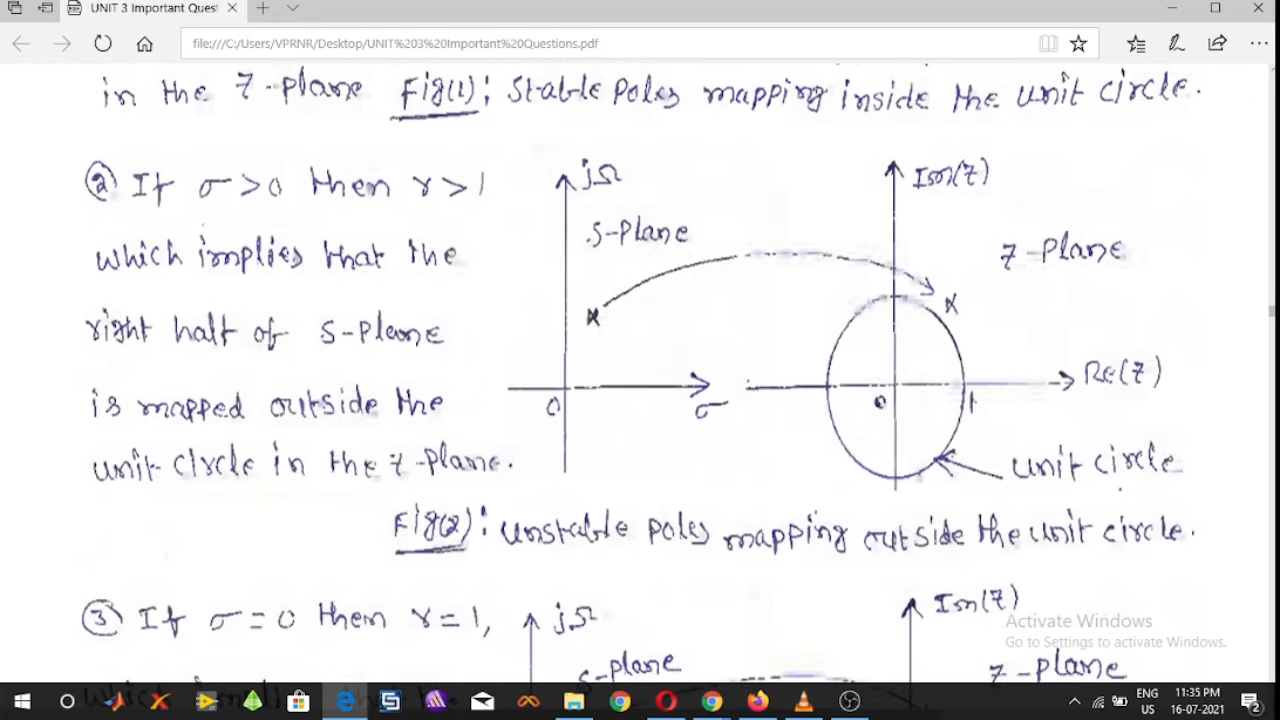 UNIT 3 Important Quest
file:///C:/Users/VPRNR/Desktop/UNIT%203%20Important%20Questions.pdf
in the Z-plane Fig(1): Stable Poles mapping inside the unit circle.
② If σ>0 then r>1
which implies that the
right half of S-Plane
is mapped outside the
unit circle in the Z-plane.
jΩ
S-Plane
0
σ
Im(Z)
Z-Plane
Re(Z)
0
1
unit circle
Fig(2): unstable poles mapping outside the unit circle.
③ If σ=0 then r=1,
jΩ
S-plane
Im(Z)
Z-plane
Activate Windows
Go to Settings to activate Windows.
ENG
US
11:35 PM
16-07-2021
2